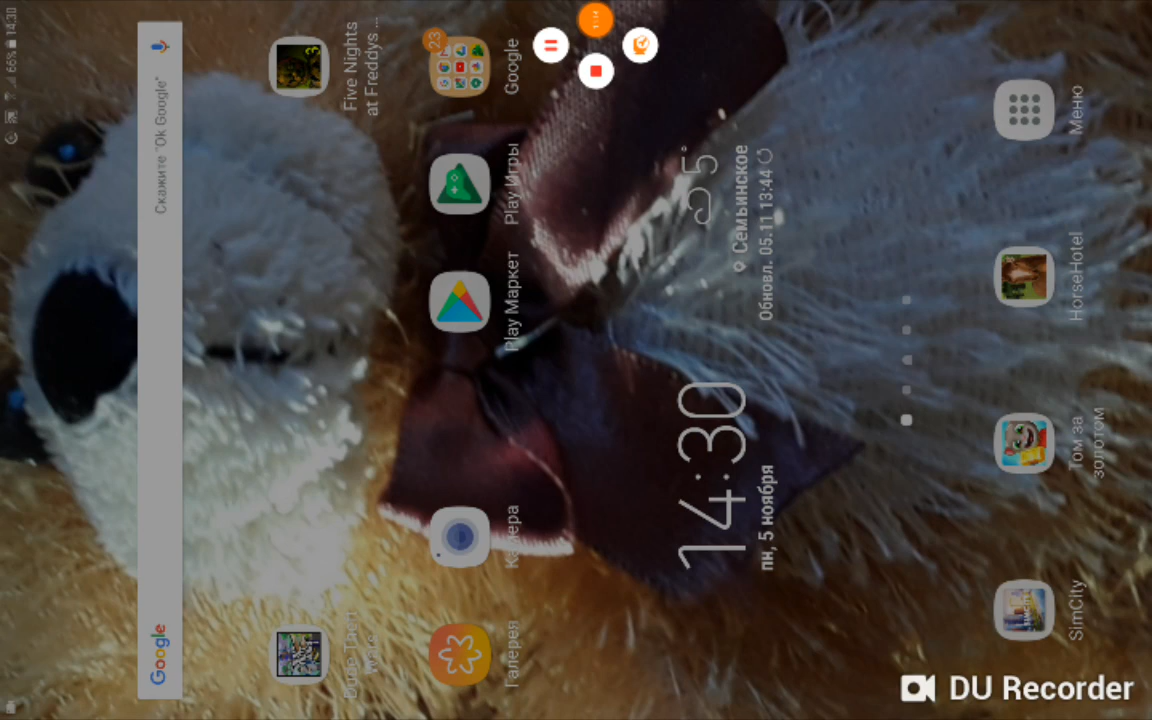 66% 14:30
Google
Скажите "Ok Google"
Five Nights
at Freddys ...
Галерея
Камера
Play Маркет
Play Игры
Google
23
14:30
пн, 5 ноября
Семьинское
Обновл. 05.11 13:44
SimCity
Том за
золотом
HorseHotel
Меню
DU Recorder